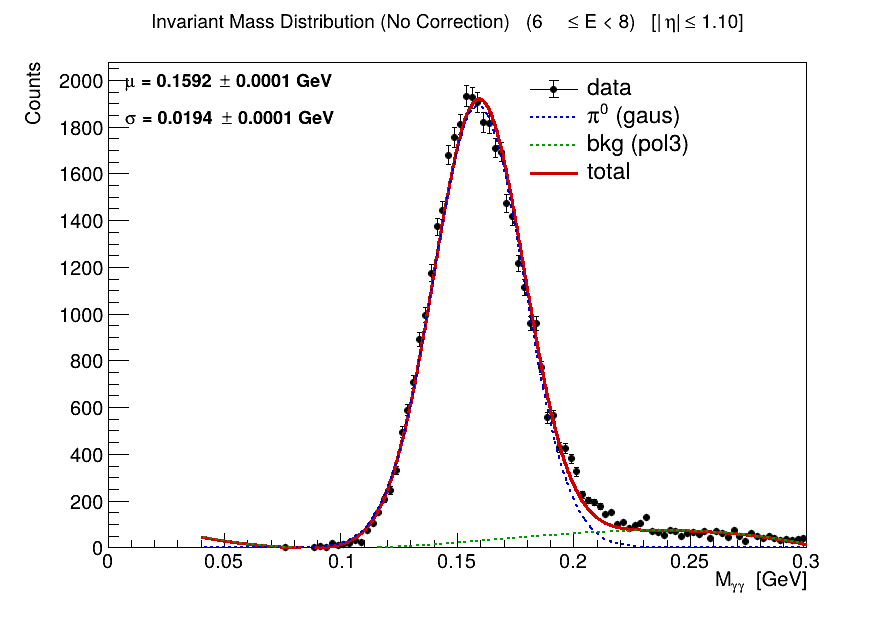 Invariant Mass Distribution (No Correction) (6 ≤ E < 8) [|η| ≤ 1.10]
Counts
μ = 0.1592 ± 0.0001 GeV
σ = 0.0194 ± 0.0001 GeV
data
π⁰ (gaus)
bkg (pol3)
total
2000
1800
1600
1400
1200
1000
800
600
400
200
0
0 0.05 0.1 0.15 0.2 0.25 0.3
Mγγ [GeV]